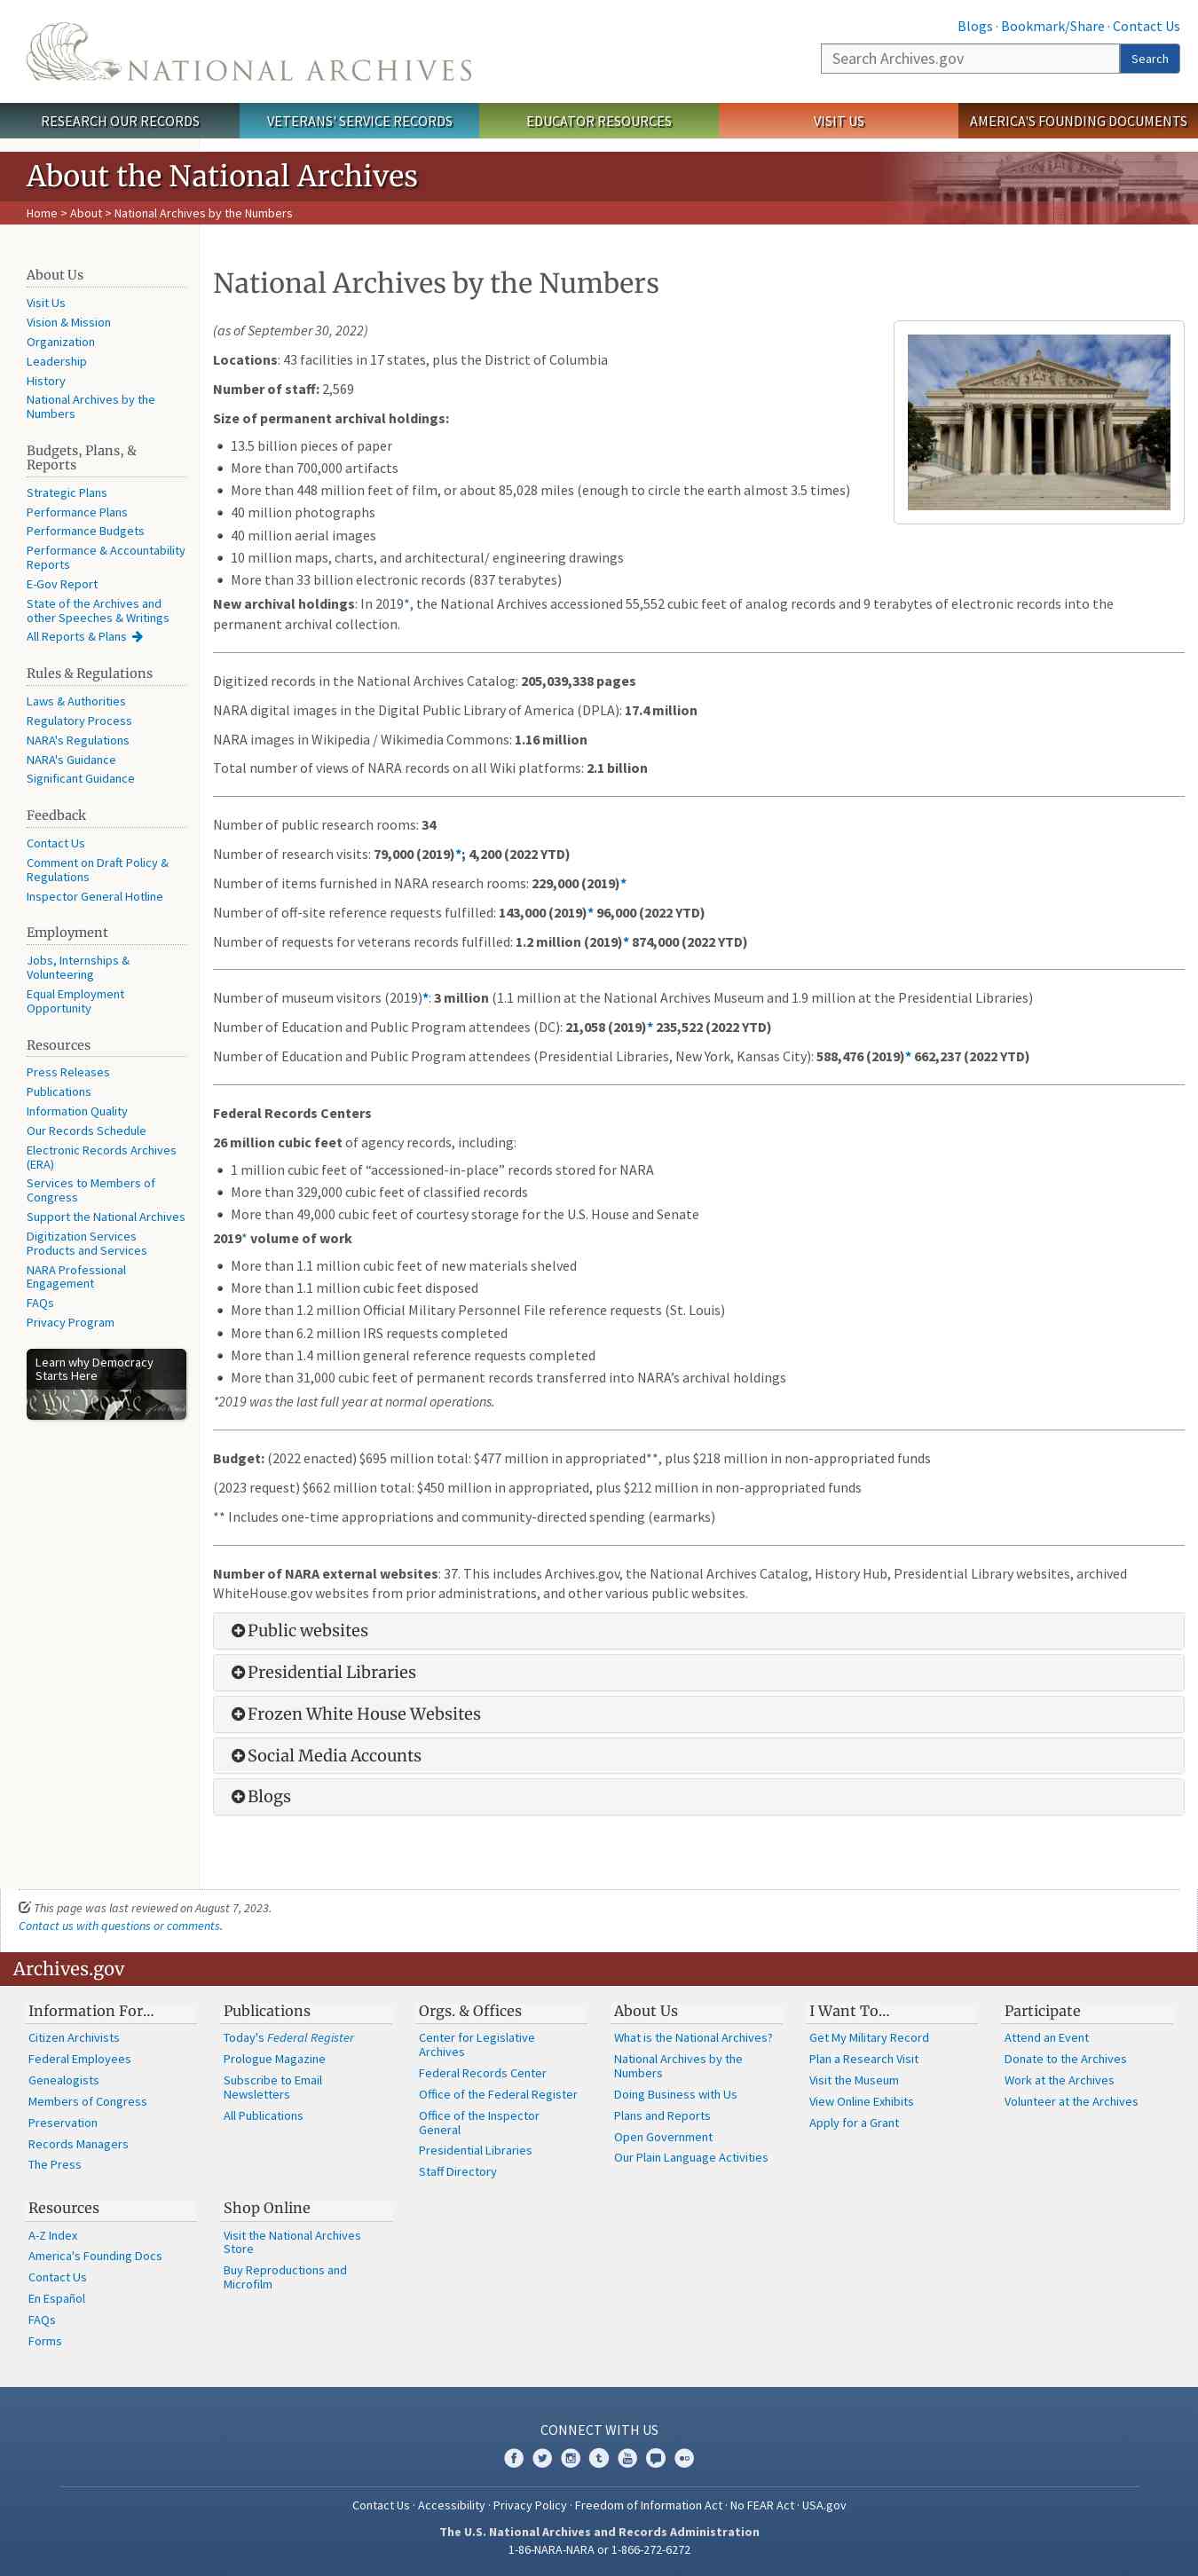 NATIONAL ARCHIVES
Blogs · Bookmark/Share · Contact Us
Search Archives.gov
Search
RESEARCH OUR RECORDS
VETERANS' SERVICE RECORDS
EDUCATOR RESOURCES
VISIT US
AMERICA'S FOUNDING DOCUMENTS
About the National Archives
Home > About > National Archives by the Numbers
About Us
Visit Us
Vision & Mission
Organization
Leadership
History
National Archives by the
Numbers
Budgets, Plans, &
Reports
Strategic Plans
Performance Plans
Performance Budgets
Performance & Accountability
Reports
E-Gov Report
State of the Archives and
other Speeches & Writings
All Reports & Plans
Rules & Regulations
Laws & Authorities
Regulatory Process
NARA's Regulations
NARA's Guidance
Significant Guidance
Feedback
Contact Us
Comment on Draft Policy &
Regulations
Inspector General Hotline
Employment
Jobs, Internships &
Volunteering
Equal Employment
Opportunity
Resources
Press Releases
Publications
Information Quality
Our Records Schedule
Electronic Records Archives
(ERA)
Services to Members of
Congress
Support the National Archives
Digitization Services
Products and Services
NARA Professional
Engagement
FAQs
Privacy Program
Learn why Democracy
Starts Here
We the People
National Archives by the Numbers
(as of September 30, 2022)
Locations: 43 facilities in 17 states, plus the District of Columbia
Number of staff: 2,569
Size of permanent archival holdings:
• 13.5 billion pieces of paper
• More than 700,000 artifacts
• More than 448 million feet of film, or about 85,028 miles (enough to circle the earth almost 3.5 times)
• 40 million photographs
• 40 million aerial images
• 10 million maps, charts, and architectural/ engineering drawings
• More than 33 billion electronic records (837 terabytes)
New archival holdings: In 2019*, the National Archives accessioned 55,552 cubic feet of analog records and 9 terabytes of electronic records into the
permanent archival collection.
Digitized records in the National Archives Catalog: 205,039,338 pages
NARA digital images in the Digital Public Library of America (DPLA): 17.4 million
NARA images in Wikipedia / Wikimedia Commons: 1.16 million
Total number of views of NARA records on all Wiki platforms: 2.1 billion
Number of public research rooms: 34
Number of research visits: 79,000 (2019)*; 4,200 (2022 YTD)
Number of items furnished in NARA research rooms: 229,000 (2019)*
Number of off-site reference requests fulfilled: 143,000 (2019)* 96,000 (2022 YTD)
Number of requests for veterans records fulfilled: 1.2 million (2019)* 874,000 (2022 YTD)
Number of museum visitors (2019)*: 3 million (1.1 million at the National Archives Museum and 1.9 million at the Presidential Libraries)
Number of Education and Public Program attendees (DC): 21,058 (2019)* 235,522 (2022 YTD)
Number of Education and Public Program attendees (Presidential Libraries, New York, Kansas City): 588,476 (2019)* 662,237 (2022 YTD)
Federal Records Centers
26 million cubic feet of agency records, including:
• 1 million cubic feet of “accessioned-in-place” records stored for NARA
• More than 329,000 cubic feet of classified records
• More than 49,000 cubic feet of courtesy storage for the U.S. House and Senate
2019* volume of work
• More than 1.1 million cubic feet of new materials shelved
• More than 1.1 million cubic feet disposed
• More than 1.2 million Official Military Personnel File reference requests (St. Louis)
• More than 6.2 million IRS requests completed
• More than 1.4 million general reference requests completed
• More than 31,000 cubic feet of permanent records transferred into NARA’s archival holdings
*2019 was the last full year at normal operations.
Budget: (2022 enacted) $695 million total: $477 million in appropriated**, plus $218 million in non-appropriated funds
(2023 request) $662 million total: $450 million in appropriated, plus $212 million in non-appropriated funds
** Includes one-time appropriations and community-directed spending (earmarks)
Number of NARA external websites: 37. This includes Archives.gov, the National Archives Catalog, History Hub, Presidential Library websites, archived
WhiteHouse.gov websites from prior administrations, and other various public websites.
Public websites
Presidential Libraries
Frozen White House Websites
Social Media Accounts
Blogs
This page was last reviewed on August 7, 2023.
Contact us with questions or comments.
Archives.gov
Information For…
Citizen Archivists
Federal Employees
Genealogists
Members of Congress
Preservation
Records Managers
The Press
Publications
Today's Federal Register
Prologue Magazine
Subscribe to Email
Newsletters
All Publications
Orgs. & Offices
Center for Legislative
Archives
Federal Records Center
Office of the Federal Register
Office of the Inspector
General
Presidential Libraries
Staff Directory
About Us
What is the National Archives?
National Archives by the
Numbers
Doing Business with Us
Plans and Reports
Open Government
Our Plain Language Activities
I Want To…
Get My Military Record
Plan a Research Visit
Visit the Museum
View Online Exhibits
Apply for a Grant
Participate
Attend an Event
Donate to the Archives
Work at the Archives
Volunteer at the Archives
Resources
A-Z Index
America's Founding Docs
Contact Us
En Español
FAQs
Forms
Shop Online
Visit the National Archives
Store
Buy Reproductions and
Microfilm
CONNECT WITH US
Contact Us · Accessibility · Privacy Policy · Freedom of Information Act · No FEAR Act · USA.gov
The U.S. National Archives and Records Administration
1-86-NARA-NARA or 1-866-272-6272